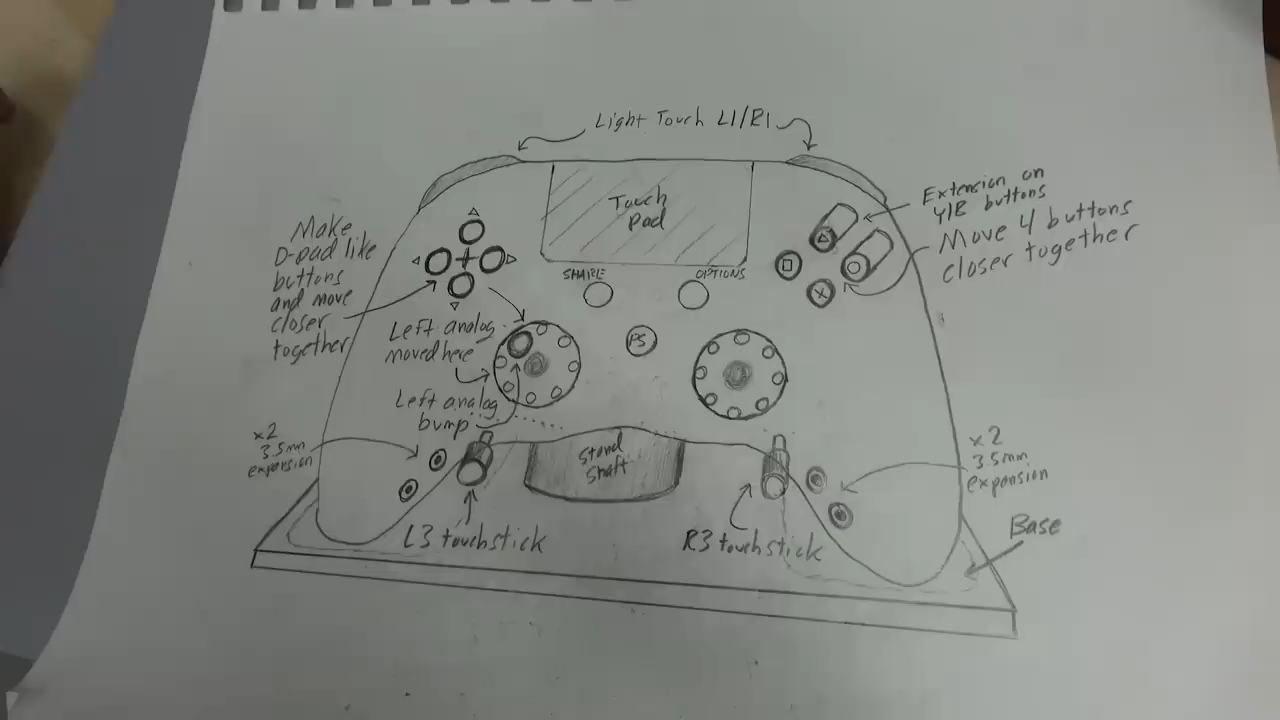 Light Touch L1/R1
Extension on
Y/B buttons
Move 4 buttons
closer together
Touch
Pad
Make
D-pad like
buttons
and move
closer
together
SHARE
OPTIONS
PS
Left analog
moved here
Left analog
bump
x2
3.5mm
expansion
Stand
Shaft
x2
3.5mm
expansion
L3 touchstick
R3 touchstick
Base